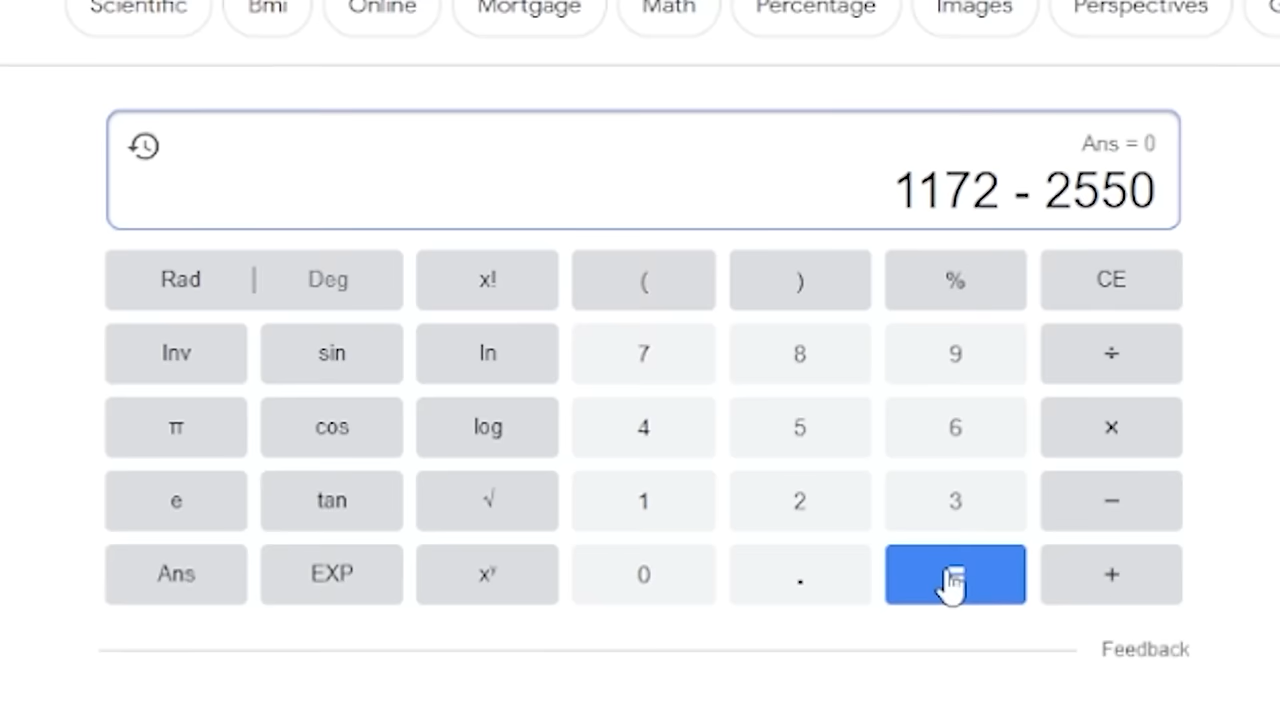 Scientific Bmi Online Mortgage Math Percentage Images Perspectives
Ans = 0
1172 - 2550
Rad | Deg x! ( ) % CE
Inv sin ln 7 8 9 ÷
π cos log 4 5 6 ×
e tan √ 1 2 3 −
Ans EXP xʸ 0 . +
Feedback